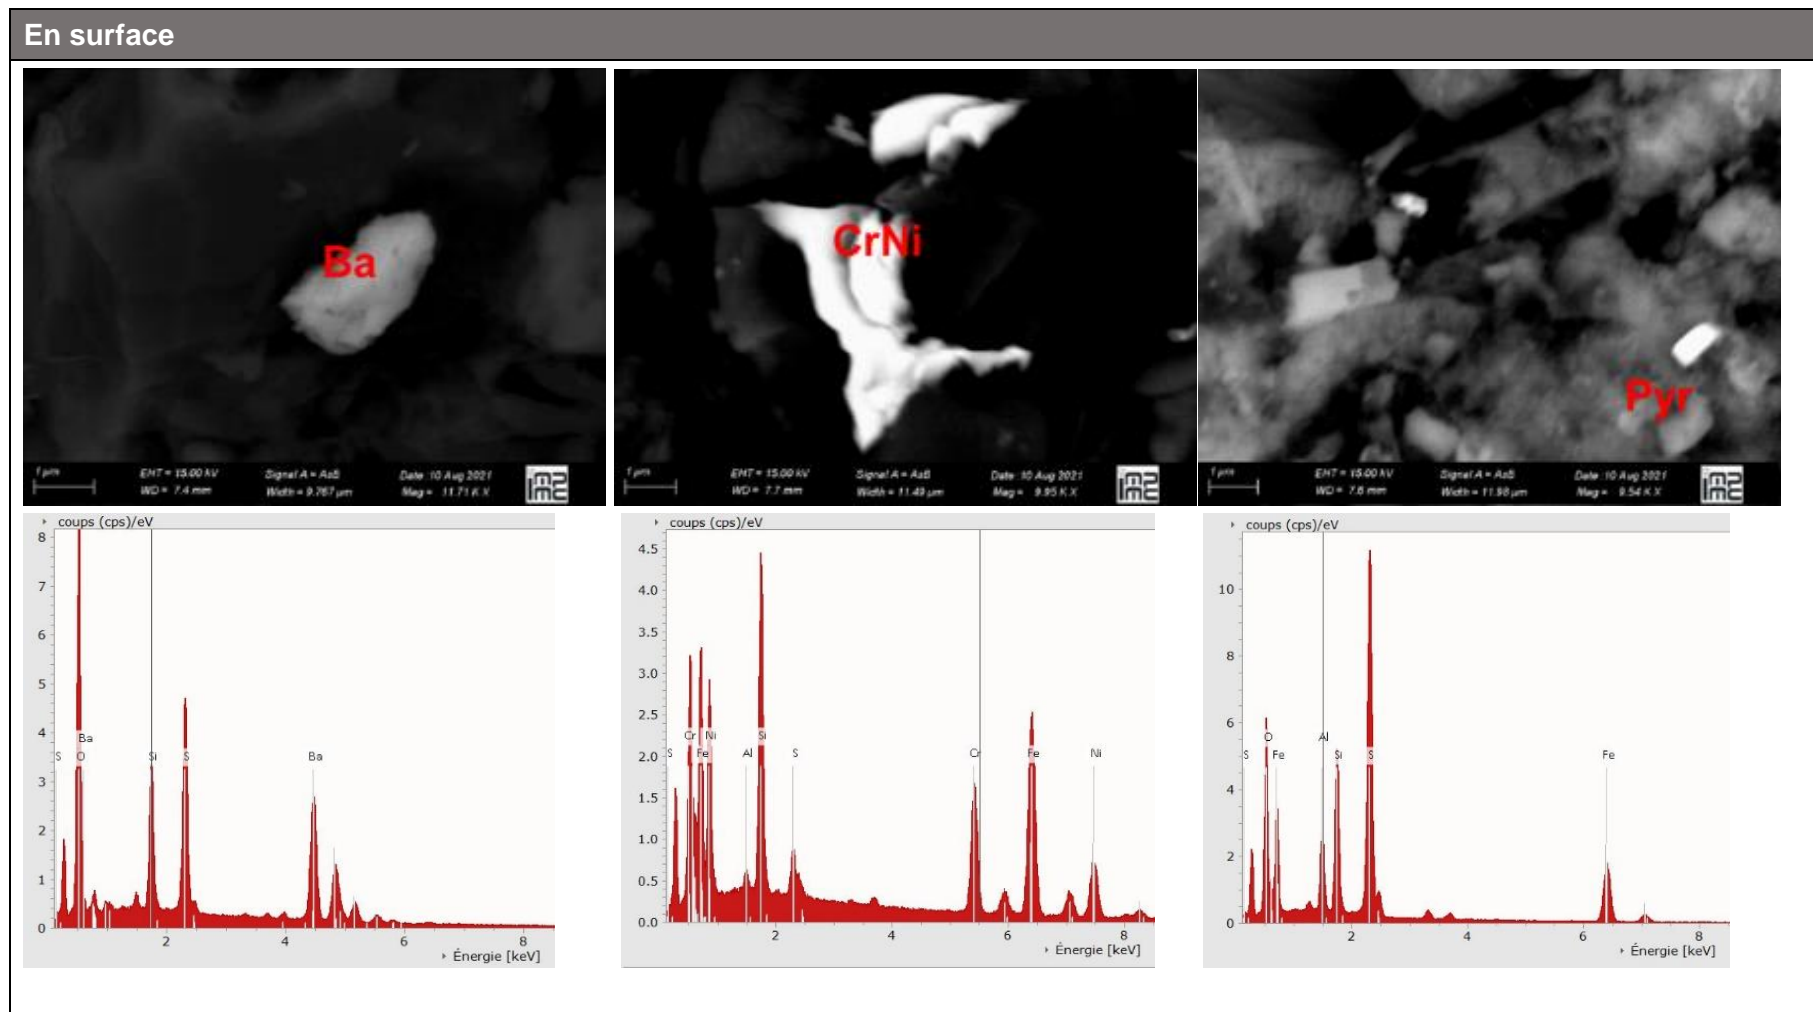 En surface
Ba
1 µm
EHT = 15.00 kV
Signal A = AsB
Date :10 Aug 2021
WD = 7.4 mm
Width = 9.767 µm
Mag = 11.71 K X
CrNi
1 µm
EHT = 15.00 kV
Signal A = AsB
Date :10 Aug 2021
WD = 7.7 mm
Width = 11.49 µm
Mag = 9.95 K X
Pyr
1 µm
EHT = 15.00 kV
Signal A = AsB
Date :10 Aug 2021
WD = 7.6 mm
Width = 11.98 µm
Mag = 9.54 K X
coups (cps)/eV
8
7
6
5
4
3
2
1
0
Ba
S O Si S Ba
2 4 6 8
Énergie [keV]
coups (cps)/eV
4.5
4.0
3.5
3.0
2.5
2.0
1.5
1.0
0.5
0.0
Cr Ni Si
S Fe Al S Cr Fe Ni
2 4 6 8
Énergie [keV]
coups (cps)/eV
10
8
6
4
2
0
O Al
S Fe Si S Fe
2 4 6 8
Énergie [keV]